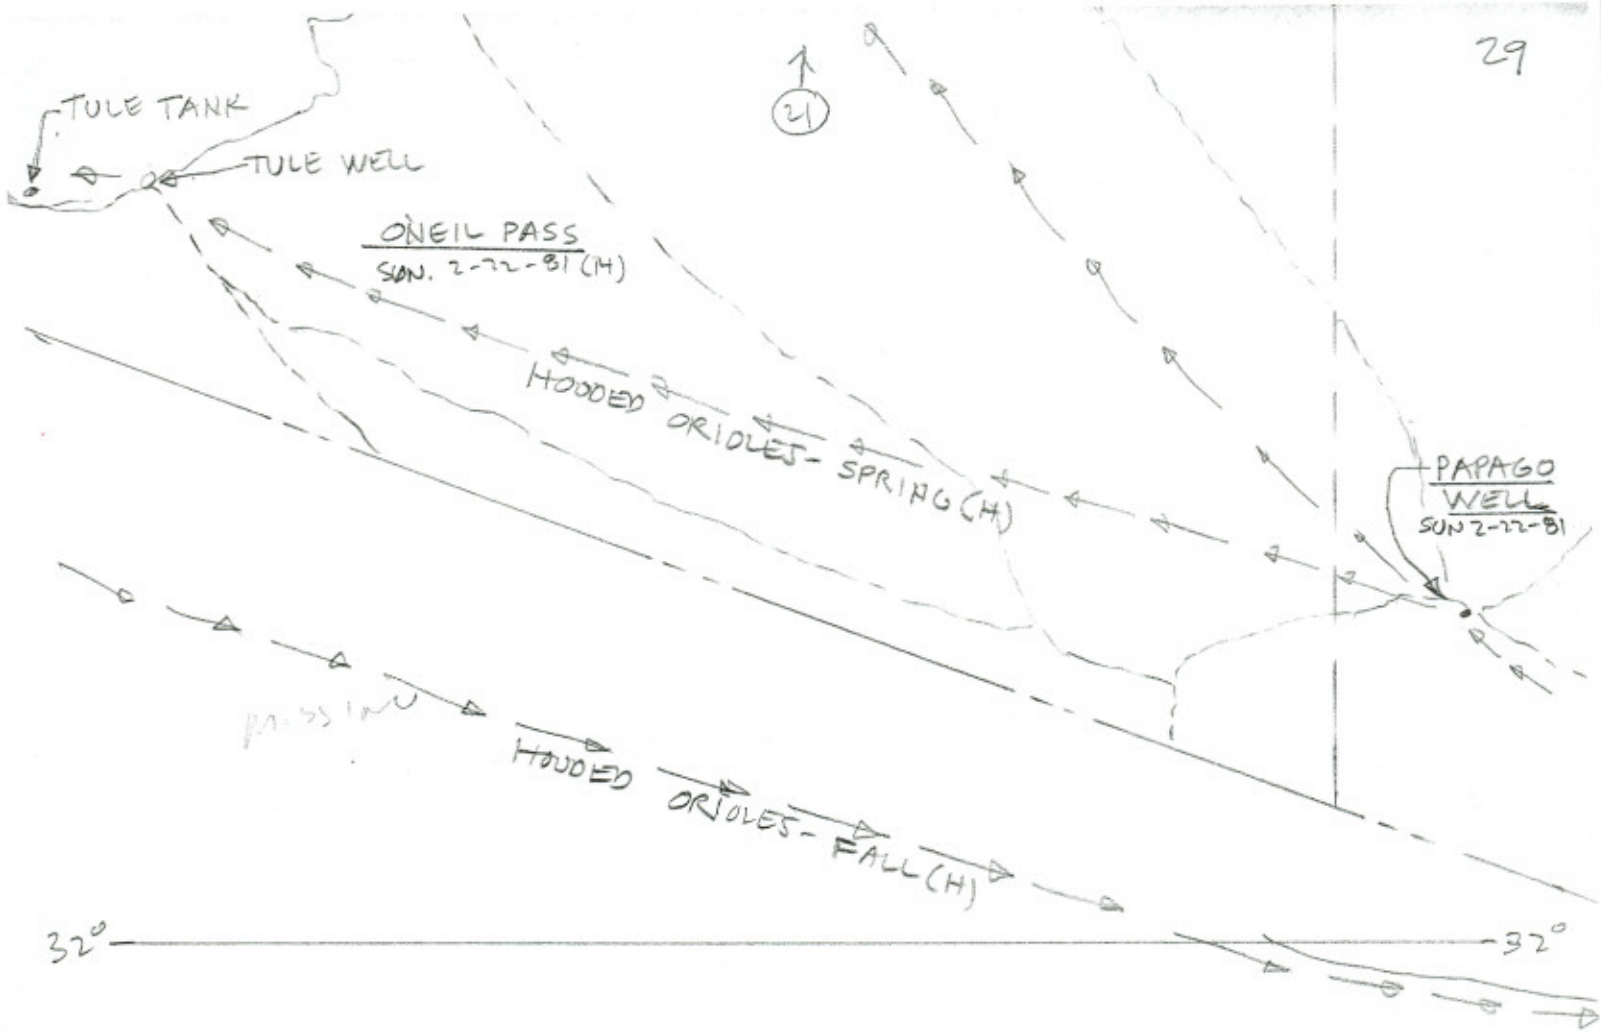 29
21
TULE TANK
TULE WELL
O'NEIL PASS
SUN. 2-22-81 (H)
HOODED ORIOLES - SPRING (H)
PAPAGO
WELL
SUN 2-22-81
HOODED ORIOLES - FALL (H)
32°
32°